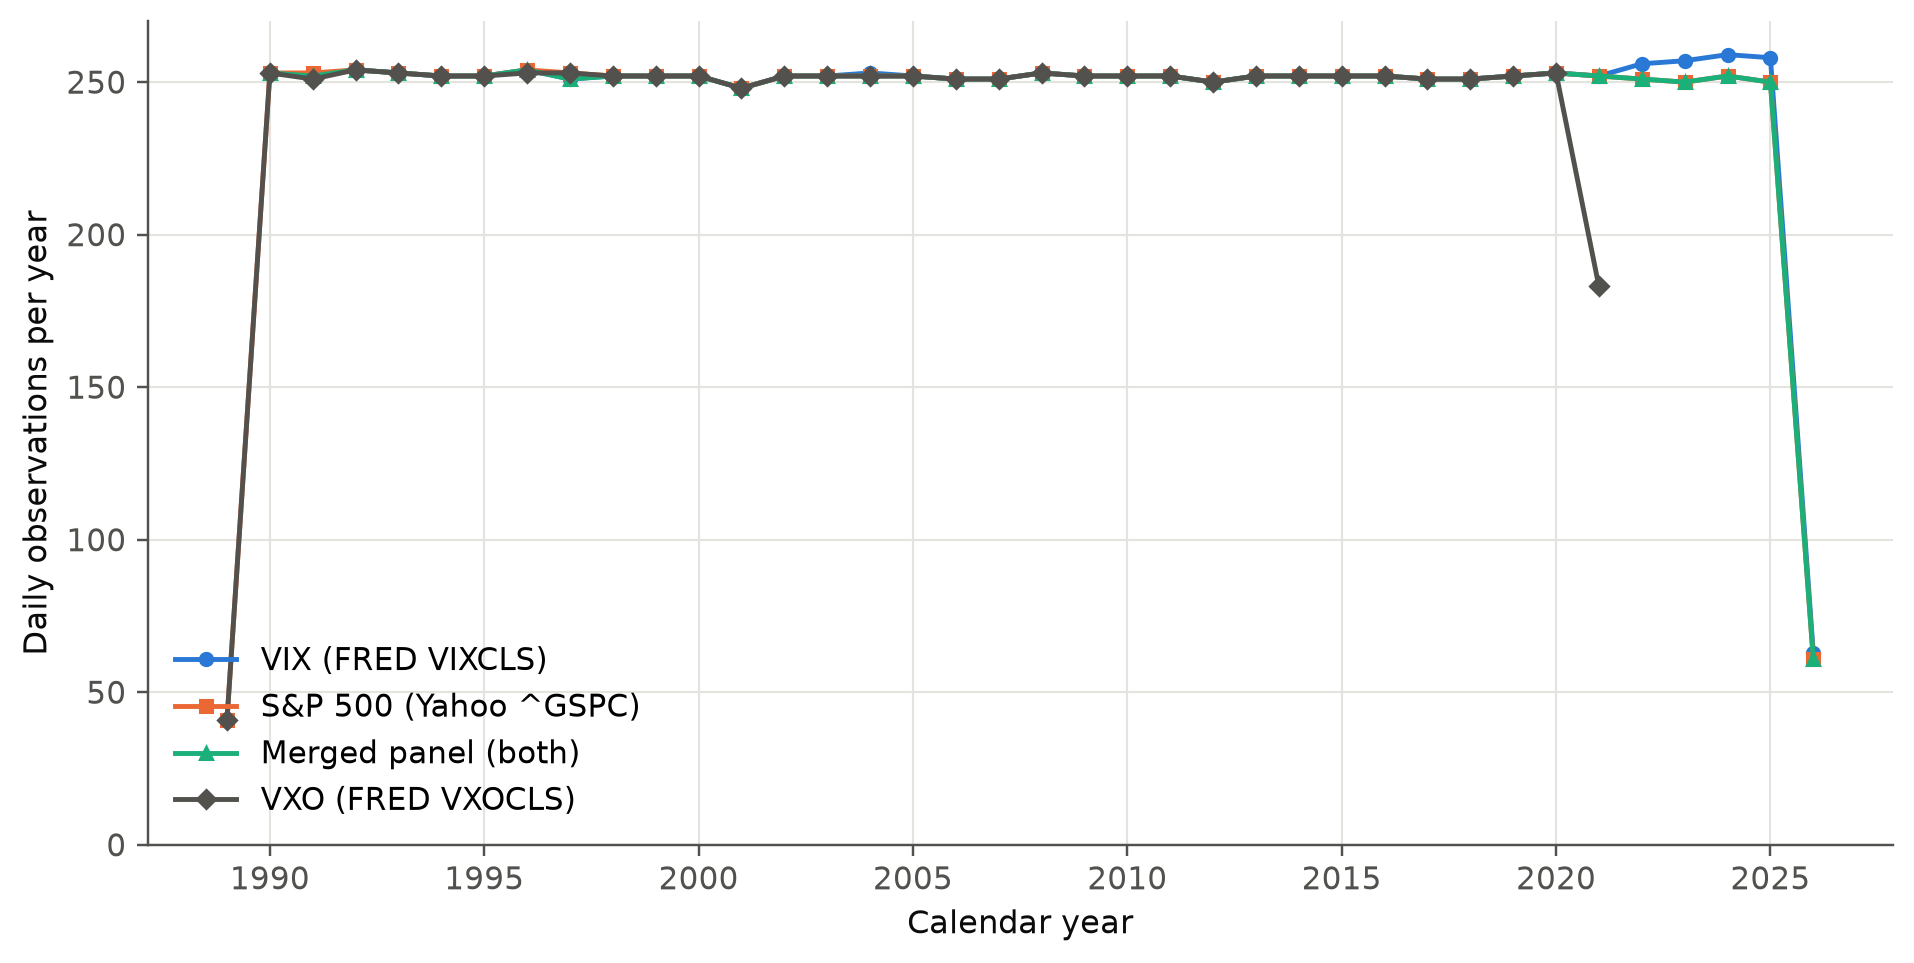 Daily observations per year
250
200
150
100
50
0
VIX (FRED VIXCLS)
S&P 500 (Yahoo ^GSPC)
Merged panel (both)
VXO (FRED VXOCLS)
1990 1995 2000 2005 2010 2015 2020 2025
Calendar year